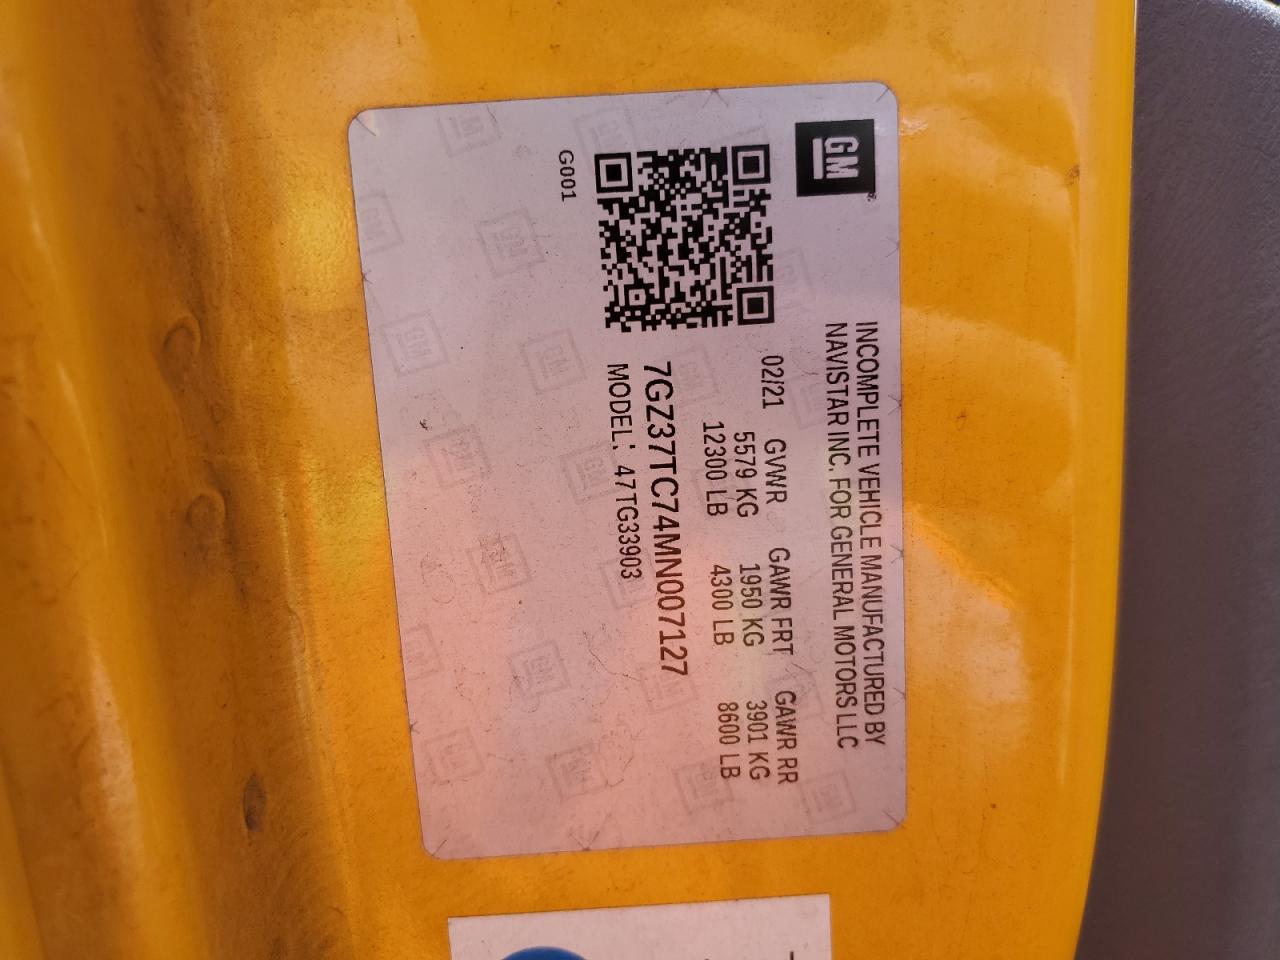 GM
INCOMPLETE VEHICLE MANUFACTURED BY
NAVISTAR INC. FOR GENERAL MOTORS LLC
02/21 GVWR GAWR FRT GAWR RR
5579 KG 1950 KG 3901 KG
12300 LB 4300 LB 8600 LB
7GZ37TC74MN007127
MODEL: 47TG33903
G001